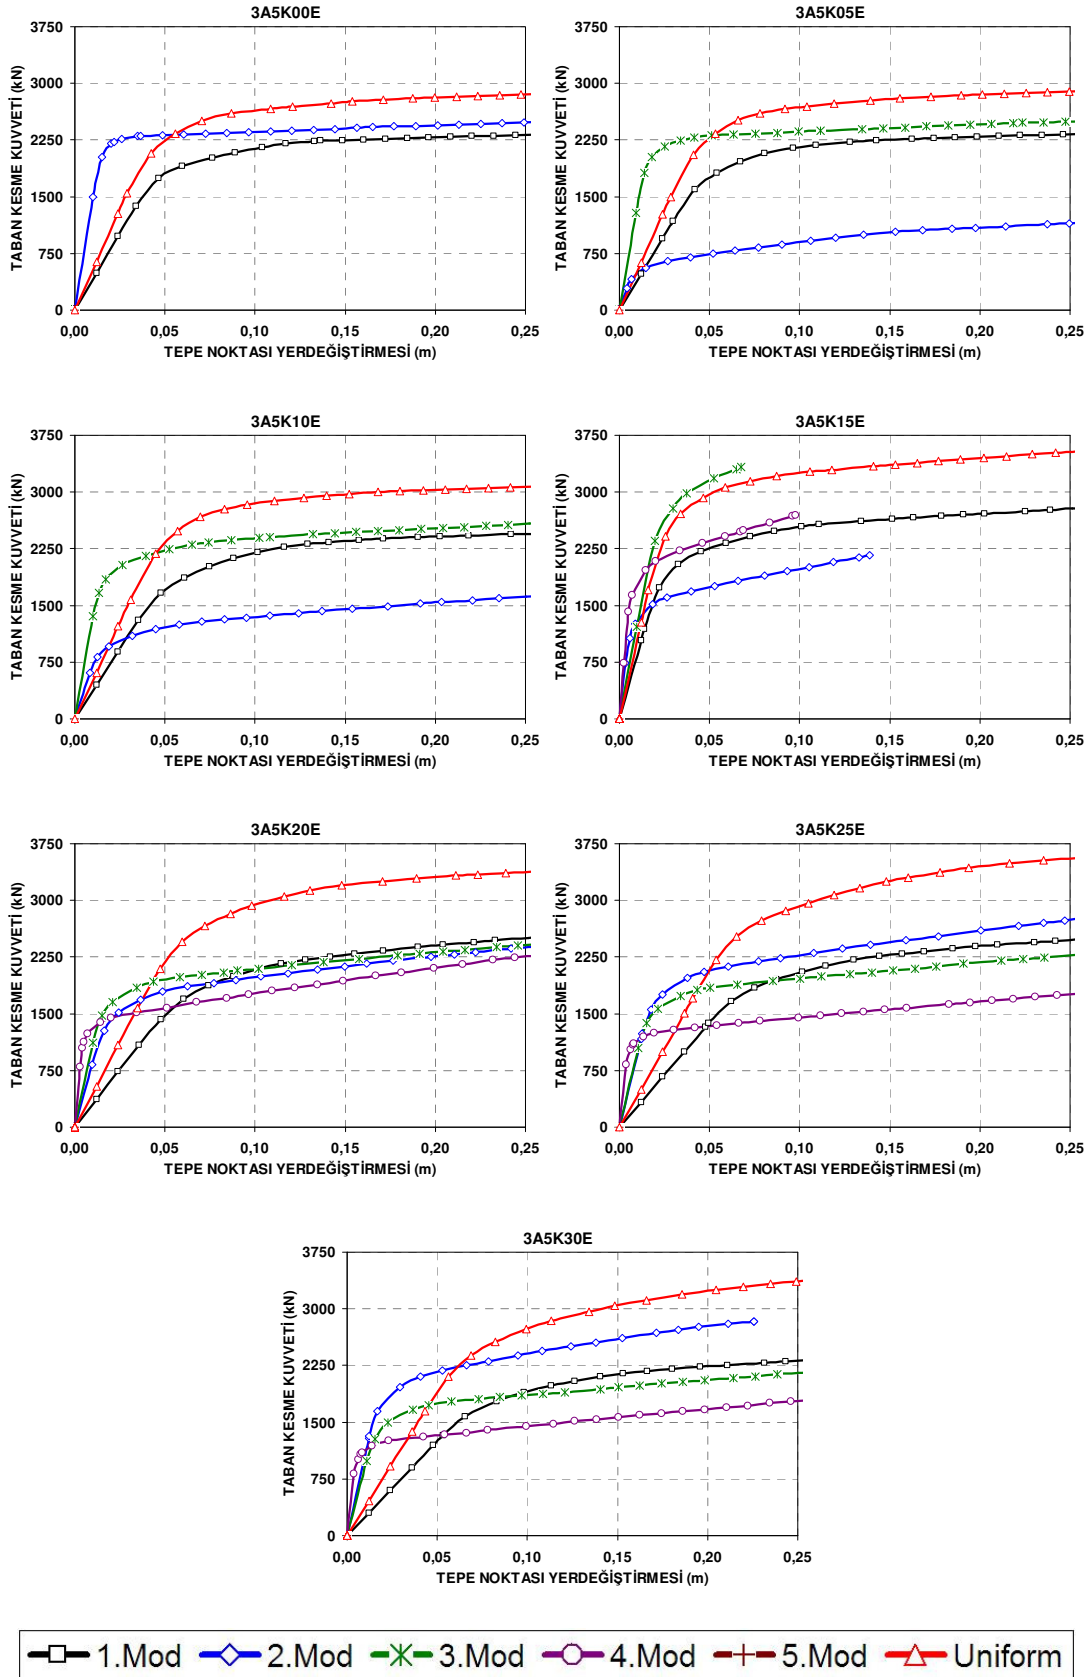 3A5K00E
3750
3000
2250
1500
750
0
TABAN KESME KUVVETİ (kN)
0,00 0,05 0,10 0,15 0,20 0,25
TEPE NOKTASI YERDEĞİŞTİRMESİ (m)
3A5K05E
3750
3000
2250
1500
750
0
TABAN KESME KUVVETİ (kN)
0,00 0,05 0,10 0,15 0,20 0,25
TEPE NOKTASI YERDEĞİŞTİRMESİ (m)
3A5K10E
3750
3000
2250
1500
750
0
TABAN KESME KUVVETİ (kN)
0,00 0,05 0,10 0,15 0,20 0,25
TEPE NOKTASI YERDEĞİŞTİRMESİ (m)
3A5K15E
3750
3000
2250
1500
750
0
TABAN KESME KUVVETİ (kN)
0,00 0,05 0,10 0,15 0,20 0,25
TEPE NOKTASI YERDEĞİŞTİRMESİ (m)
3A5K20E
3750
3000
2250
1500
750
0
TABAN KESME KUVVETİ (kN)
0,00 0,05 0,10 0,15 0,20 0,25
TEPE NOKTASI YERDEĞİŞTİRMESİ (m)
3A5K25E
3750
3000
2250
1500
750
0
TABAN KESME KUVVETİ (kN)
0,00 0,05 0,10 0,15 0,20 0,25
TEPE NOKTASI YERDEĞİŞTİRMESİ (m)
3A5K30E
3750
3000
2250
1500
750
0
TABAN KESME KUVVETİ (kN)
0,00 0,05 0,10 0,15 0,20 0,25
TEPE NOKTASI YERDEĞİŞTİRMESİ (m)
1.Mod 2.Mod 3.Mod 4.Mod 5.Mod Uniform